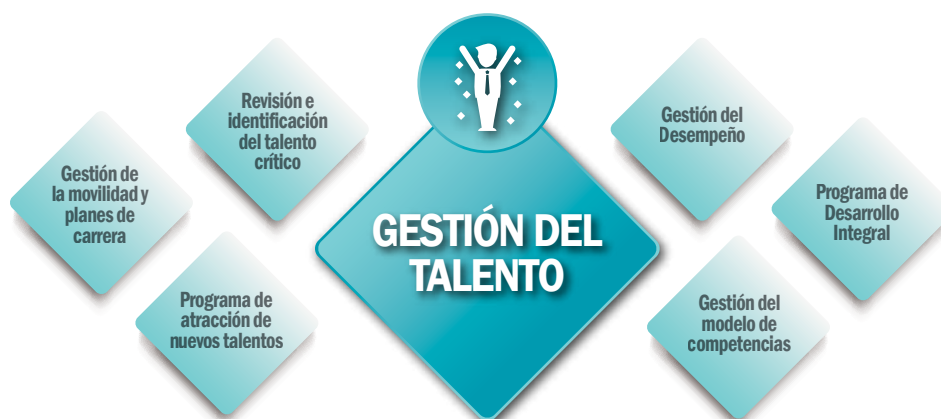 Revisión e
identificación
del talento
crítico
Gestión de
la movilidad y
planes de
carrera
Programa de
atracción de
nuevos talentos
GESTIÓN DEL
TALENTO
Gestión del
Desempeño
Programa de
Desarrollo
Integral
Gestión del
modelo de
competencias